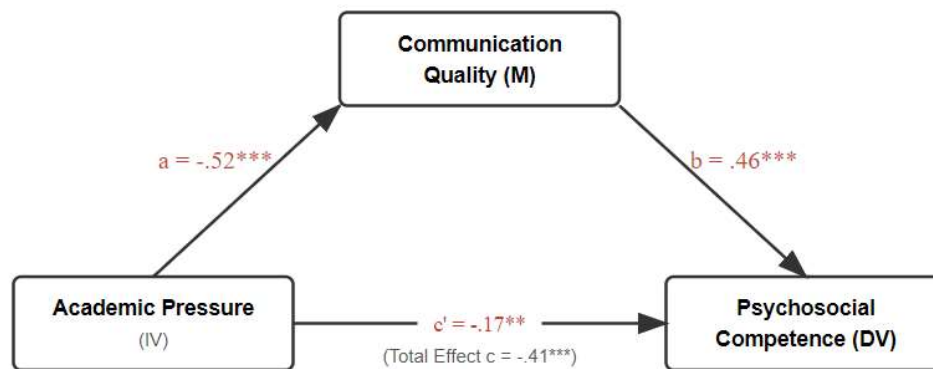 Communication
Quality (M)
a = -.52***
b = .46***
Academic Pressure
(IV)
c' = -.17**
(Total Effect c = -.41***)
Psychosocial
Competence (DV)